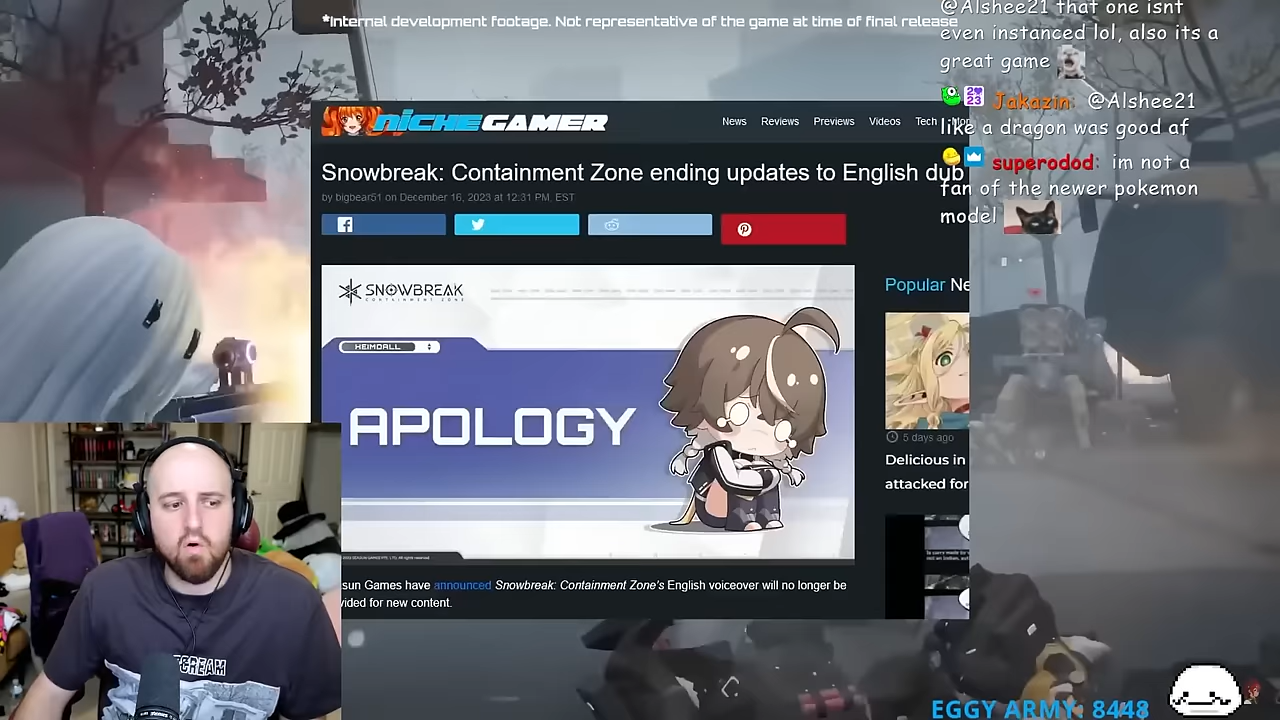 *Internal development footage. Not representative of the game at time of final release
@Alshee21 that one isnt
even instanced lol, also its a
great game
Jakazin: @Alshee21
like a dragon was good af
superodod: im not a
fan of the newer pokemon
model
NICHE GAMER
News Reviews Previews Videos Tech
Snowbreak: Containment Zone ending updates to English dub
by bigbear51 on December 16, 2023 at 12:31 PM, EST
SNOWBREAK
CONTAINMENT ZONE
HEIMDALL
APOLOGY
Popular Ne
5 days ago
Delicious in
attacked for
sun Games have announced Snowbreak: Containment Zone's English voiceover will no longer be
vided for new content.
SCREAM
EGGY ARMY: 8448